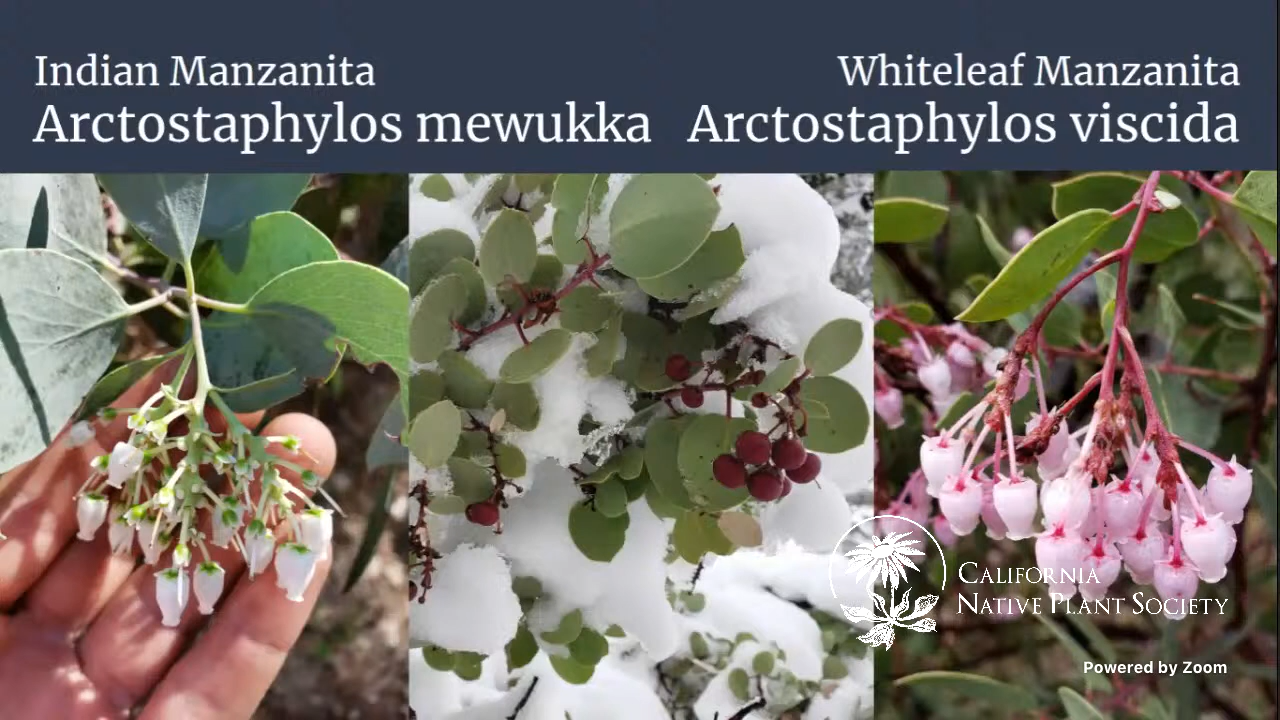 Indian Manzanita
Arctostaphylos mewukka
Whiteleaf Manzanita
Arctostaphylos viscida
CALIFORNIA
NATIVE PLANT SOCIETY
Powered by Zoom